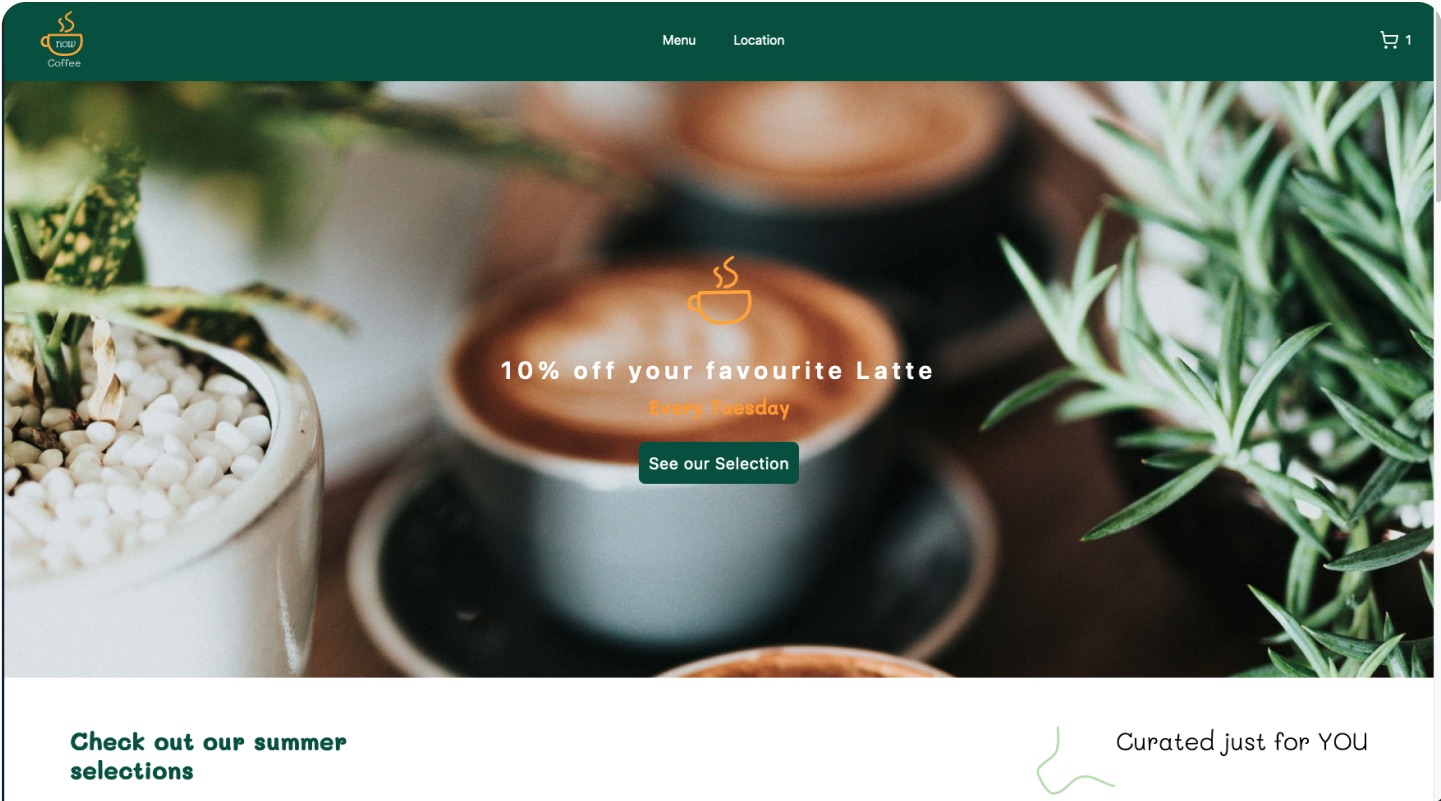 now
Coffee
Menu
Location
1
10% off your favourite Latte
Every Tuesday
See our Selection
Check out our summer
selections
Curated just for YOU